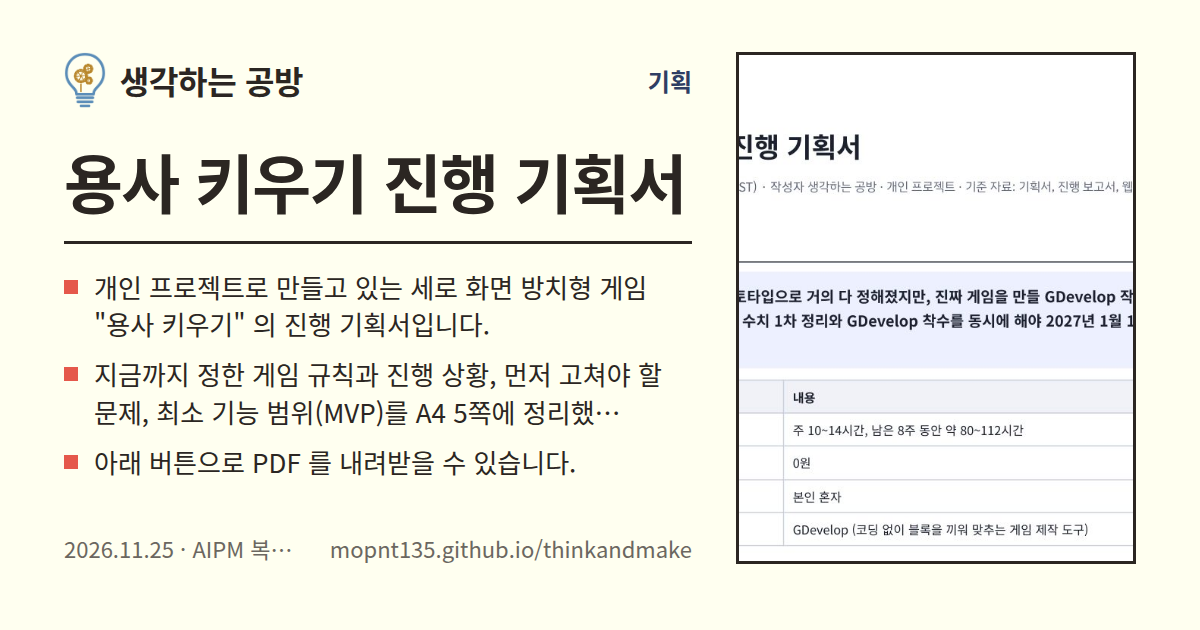 생각하는 공방
기획
용사 키우기 진행 기획서
개인 프로젝트로 만들고 있는 세로 화면 방치형 게임
"용사 키우기" 의 진행 기획서입니다.
지금까지 정한 게임 규칙과 진행 상황, 먼저 고쳐야 할
문제, 최소 기능 범위(MVP)를 A4 5쪽에 정리했…
아래 버튼으로 PDF 를 내려받을 수 있습니다.
2026.11.25 · AIPM 복…
mopnt135.github.io/thinkandmake
진행 기획서
ST) · 작성자 생각하는 공방 · 개인 프로젝트 · 기준 자료: 기획서, 진행 보고서, 웹
토타입으로 거의 다 정해졌지만, 진짜 게임을 만들 GDevelop 작
수치 1차 정리와 GDevelop 착수를 동시에 해야 2027년 1월 1
내용
주 10~14시간, 남은 8주 동안 약 80~112시간
0원
본인 혼자
GDevelop (코딩 없이 블록을 끼워 맞추는 게임 제작 도구)